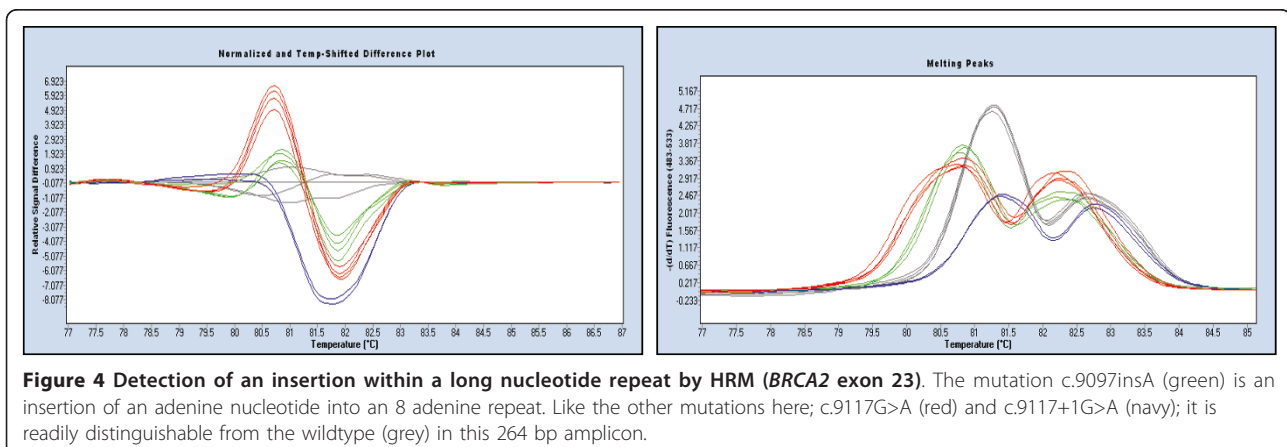 Normalized and Temp-Shifted Difference Plot
Relative Signal Difference
6.923
5.923
4.923
3.923
2.923
1.923
0.923
-0.077
-1.077
-2.077
-3.077
-4.077
-5.077
-6.077
-7.077
-8.077
77 77.5 78 78.5 79 79.5 80 80.5 81 81.5 82 82.5 83 83.5 84 84.5 85 85.5 86 86.5 87
Temperature (°C)
Melting Peaks
-(d/dT) Fluorescence (483-533)
5.167
4.717
4.267
3.817
3.367
2.917
2.467
2.017
1.567
1.117
0.667
0.217
-0.233
77 77.5 78 78.5 79 79.5 80 80.5 81 81.5 82 82.5 83 83.5 84 84.5 85
Temperature (°C)
Figure 4 Detection of an insertion within a long nucleotide repeat by HRM (BRCA2 exon 23). The mutation c.9097insA (green) is an
insertion of an adenine nucleotide into an 8 adenine repeat. Like the other mutations here; c.9117G>A (red) and c.9117+1G>A (navy); it is
readily distinguishable from the wildtype (grey) in this 264 bp amplicon.